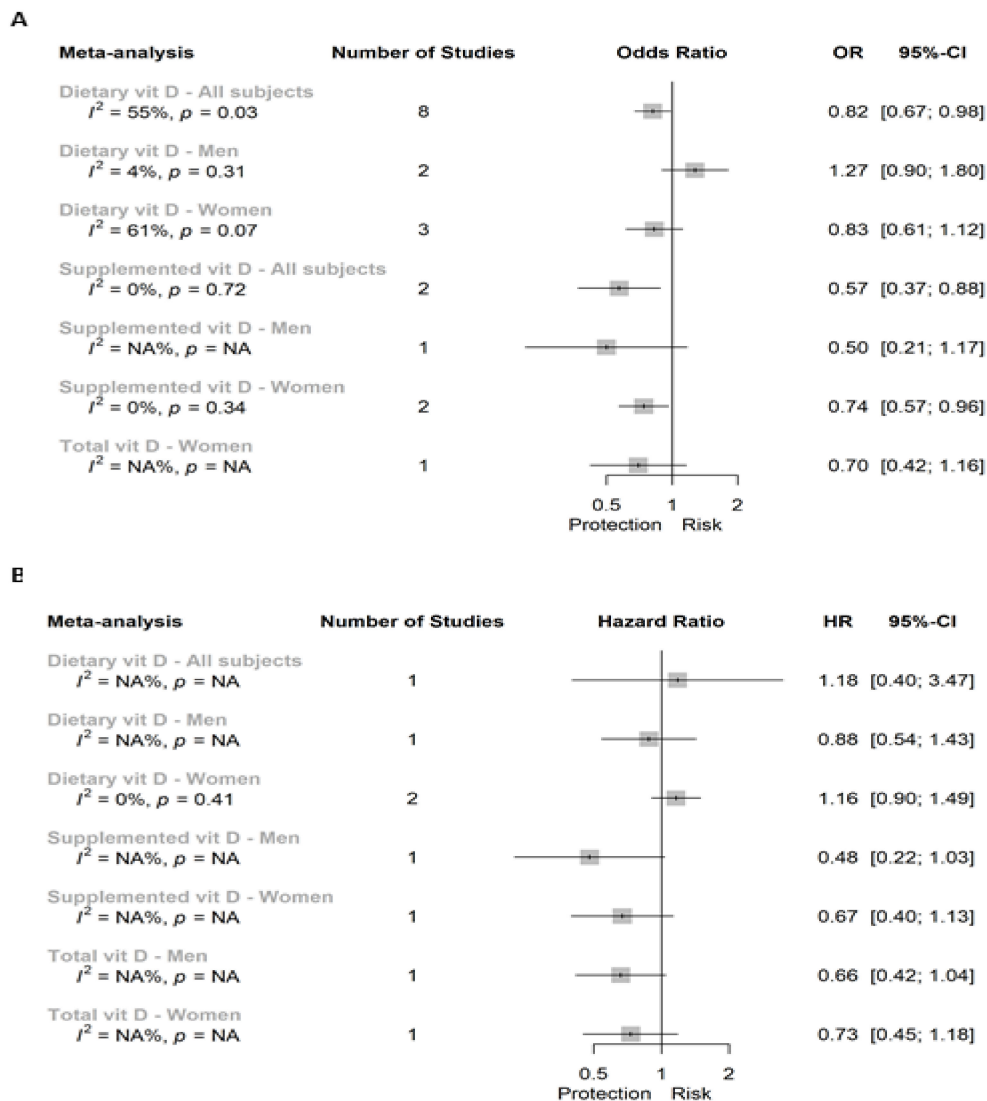 A
Meta-analysis Number of Studies Odds Ratio OR 95%-CI
Dietary vit D - All subjects
I² = 55%, p = 0.03 8 0.82 [0.67; 0.98]
Dietary vit D - Men
I² = 4%, p = 0.31 2 1.27 [0.90; 1.80]
Dietary vit D - Women
I² = 61%, p = 0.07 3 0.83 [0.61; 1.12]
Supplemented vit D - All subjects
I² = 0%, p = 0.72 2 0.57 [0.37; 0.88]
Supplemented vit D - Men
I² = NA%, p = NA 1 0.50 [0.21; 1.17]
Supplemented vit D - Women
I² = 0%, p = 0.34 2 0.74 [0.57; 0.96]
Total vit D - Women
I² = NA%, p = NA 1 0.70 [0.42; 1.16]
0.5 1 2
Protection Risk
B
Meta-analysis Number of Studies Hazard Ratio HR 95%-CI
Dietary vit D - All subjects
I² = NA%, p = NA 1 1.18 [0.40; 3.47]
Dietary vit D - Men
I² = NA%, p = NA 1 0.88 [0.54; 1.43]
Dietary vit D - Women
I² = 0%, p = 0.41 2 1.16 [0.90; 1.49]
Supplemented vit D - Men
I² = NA%, p = NA 1 0.48 [0.22; 1.03]
Supplemented vit D - Women
I² = NA%, p = NA 1 0.67 [0.40; 1.13]
Total vit D - Men
I² = NA%, p = NA 1 0.66 [0.42; 1.04]
Total vit D - Women
I² = NA%, p = NA 1 0.73 [0.45; 1.18]
0.5 1 2
Protection Risk